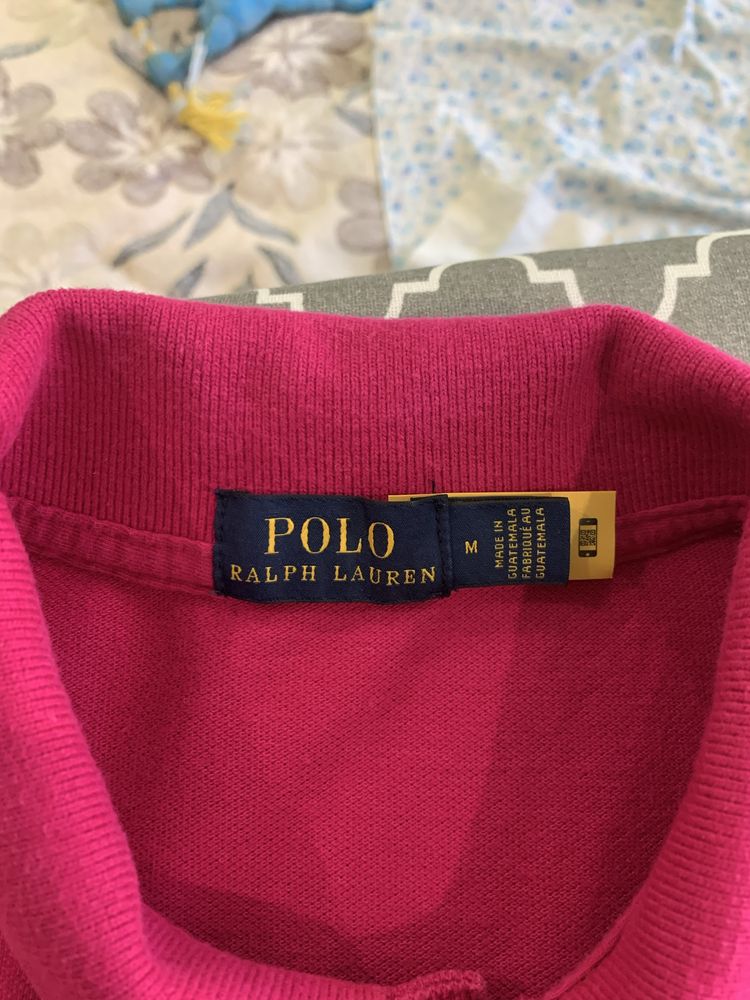 POLO
RALPH LAUREN
M
MADE IN
GUATEMALA
FABRIQUÉ AU
GUATEMALA